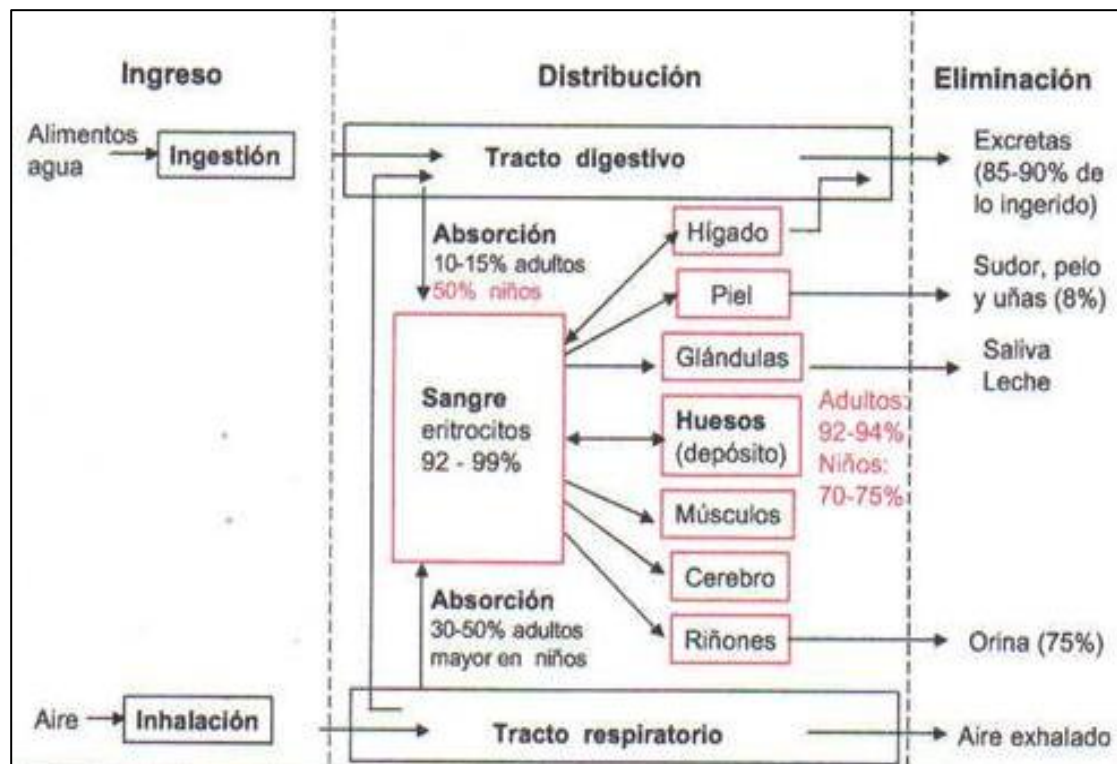 Ingreso
Distribución
Eliminación
Alimentos
agua
Ingestión
Tracto digestivo
Excretas
(85-90% de
lo ingerido)
Absorción
10-15% adultos
50% niños
Hígado
Piel
Sudor, pelo
y uñas (8%)
Glándulas
Saliva
Leche
Sangre
eritrocitos
92 - 99%
Huesos
(depósito)
Adultos:
92-94%
Niños:
70-75%
Músculos
Cerebro
Absorción
30-50% adultos
mayor en niños
Riñones
Orina (75%)
Aire
Inhalación
Tracto respiratorio
Aire exhalado